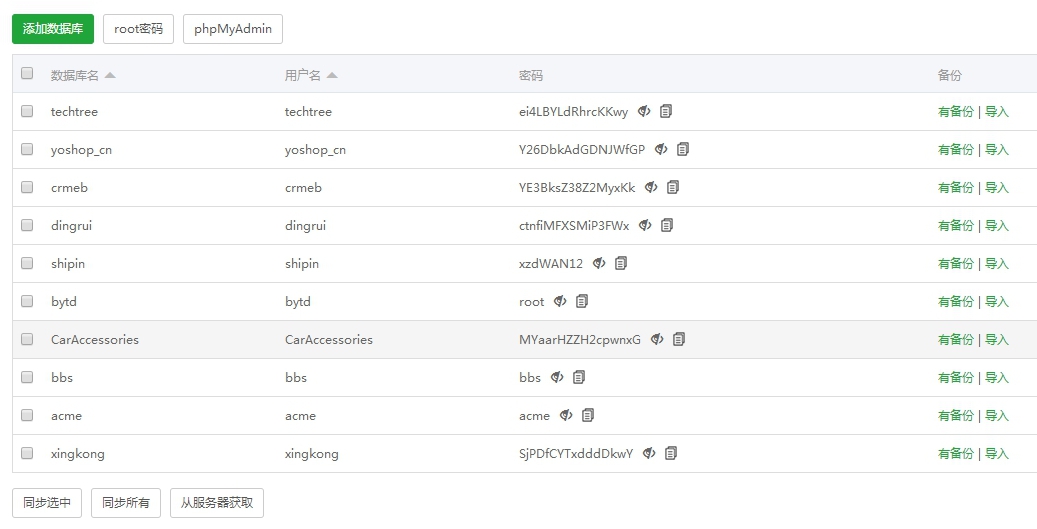 添加数据库 root密码 phpMyAdmin
数据库名 用户名 密码 备份
techtree techtree ei4LBYLdRhrcKKwy 有备份 | 导入
yoshop_cn yoshop_cn Y26DbkAdGDNJWfGP 有备份 | 导入
crmeb crmeb YE3BksZ38Z2MyxKk 有备份 | 导入
dingrui dingrui ctnfiMFXSMiP3FWx 有备份 | 导入
shipin shipin xzdWAN12 有备份 | 导入
bytd bytd root 有备份 | 导入
CarAccessories CarAccessories MYaarHZZH2cpwnxG 有备份 | 导入
bbs bbs bbs 有备份 | 导入
acme acme acme 有备份 | 导入
xingkong xingkong SjPDfCYTxdddDkwY 有备份 | 导入
同步选中 同步所有 从服务器获取